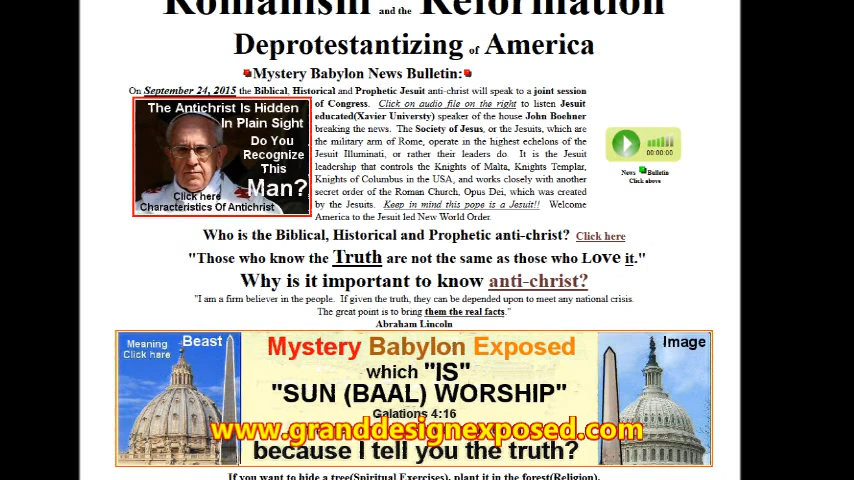 Romanism and the Reformation
Deprotestantizing of America
Mystery Babylon News Bulletin:
On September 24, 2015 the Biblical, Historical and Prophetic Jesuit anti-christ will speak to a joint session
of Congress. Click on audio file on the right to listen Jesuit
educated(Xavier Universty) speaker of the house John Boehner
breaking the news. The Society of Jesus, or the Jesuits, which are
the military arm of Rome, operate in the highest echelons of the
Jesuit Illuminati, or rather their leaders do. It is the Jesuit
leadership that controls the Knights of Malta, Knights Templar,
Knights of Columbus in the USA, and works closely with another
secret order of the Roman Church, Opus Dei, which was created
by the Jesuits. Keep in mind this pope is a Jesuit!! Welcome
America to the Jesuit led New World Order.
The Antichrist Is Hidden
In Plain Sight
Do You
Recognize
This
Man?
Click here
Characteristics Of Antichrist
00:00:00
News Bulletin
Click above
Who is the Biblical, Historical and Prophetic anti-christ? Click here
"Those who know the Truth are not the same as those who Love it."
Why is it important to know anti-christ?
"I am a firm believer in the people. If given the truth, they can be depended upon to meet any national crisis.
The great point is to bring them the real facts."
Abraham Lincoln
Meaning
Click here
Beast
Mystery Babylon Exposed
which "IS"
"SUN (BAAL) WORSHIP"
Galations 4:16
www.granddesignexposed.com
because I tell you the truth?
Image
If you want to hide a tree(Spiritual Exercises), plant it in the forest(Religion).